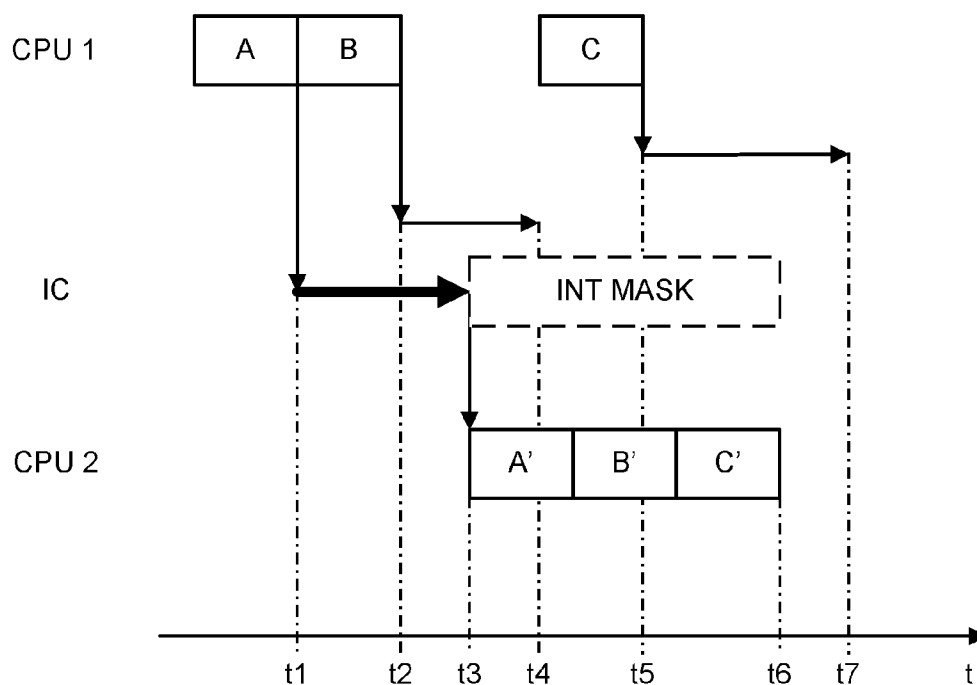 CPU 1 A B C
IC INT MASK
CPU 2 A' B' C'
t1 t2 t3 t4 t5 t6 t7 t